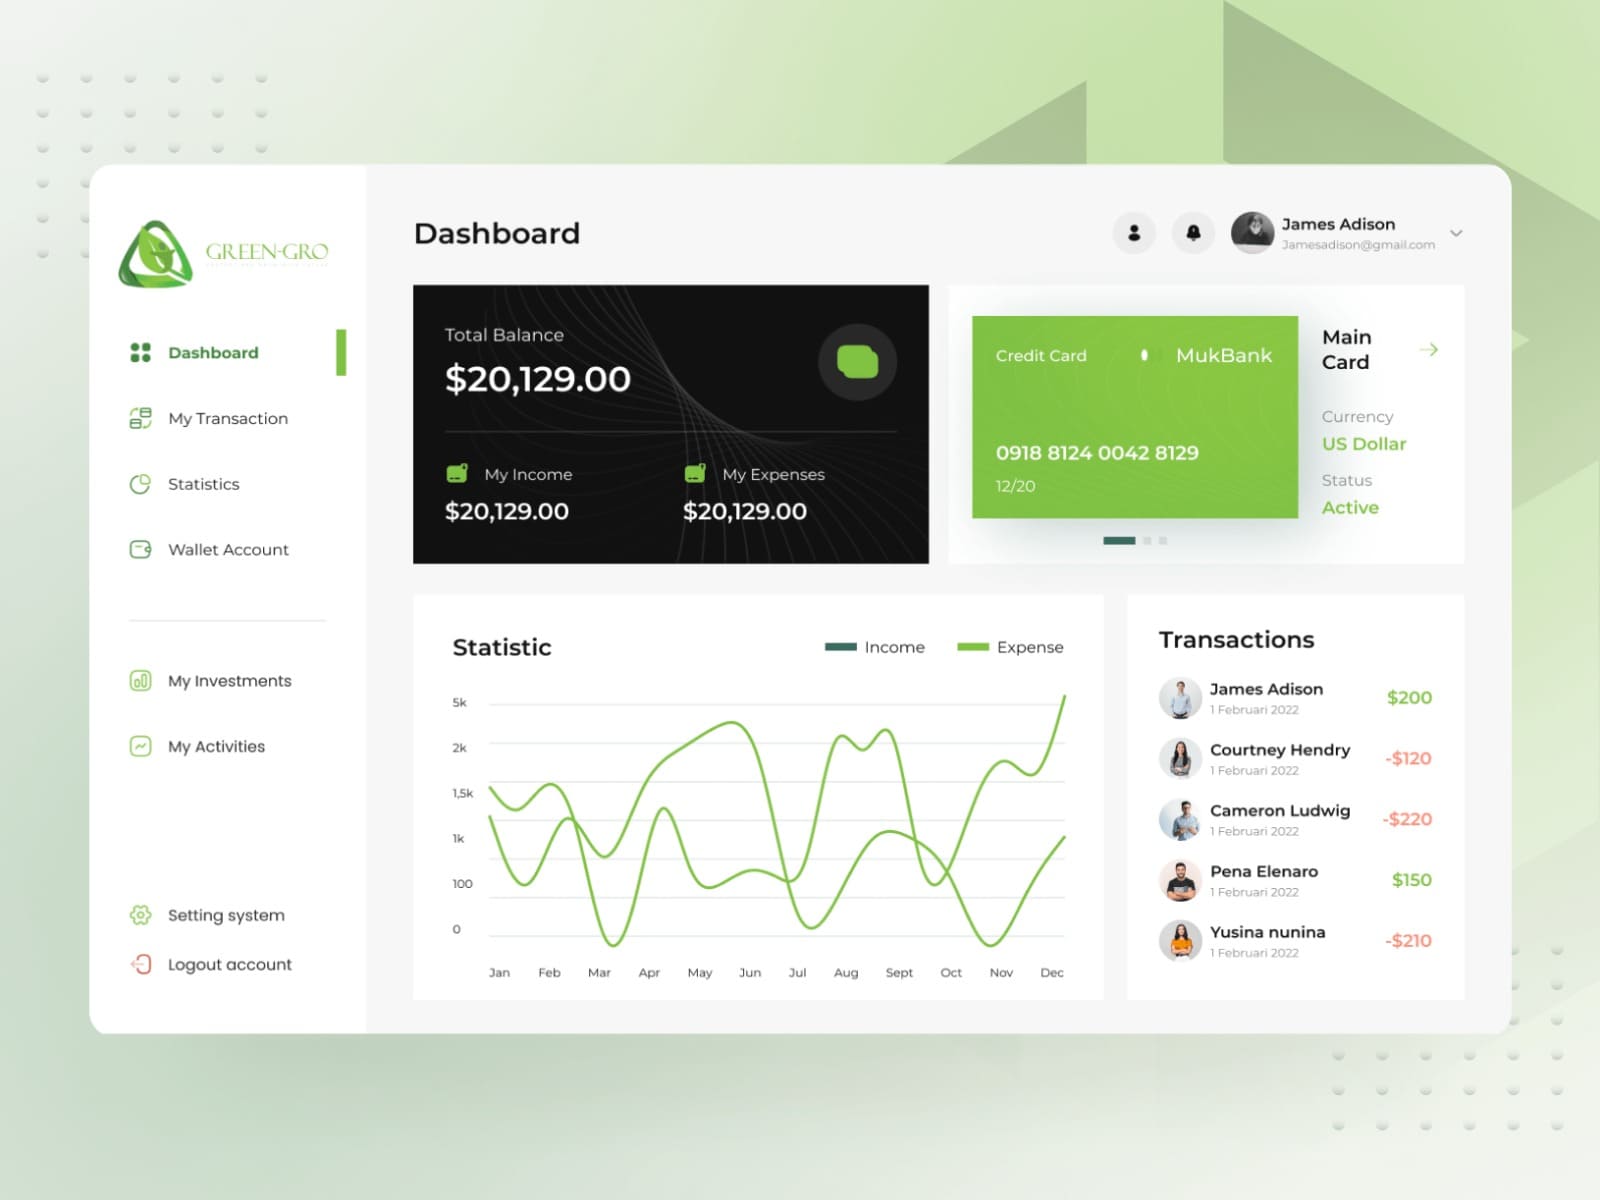 GREEN-GRO
Dashboard
My Transaction
Statistics
Wallet Account
My Investments
My Activities
Setting system
Logout account
Dashboard
James Adison
Jamesadison@gmail.com
Total Balance
$20,129.00
My Income
$20,129.00
My Expenses
$20,129.00
Credit Card
MukBank
0918 8124 0042 8129
12/20
Main
Card
Currency
US Dollar
Status
Active
Statistic
Income
Expense
5k
2k
1,5k
1k
100
0
Jan Feb Mar Apr May Jun Jul Aug Sept Oct Nov Dec
Transactions
James Adison
1 Februari 2022
$200
Courtney Hendry
1 Februari 2022
-$120
Cameron Ludwig
1 Februari 2022
-$220
Pena Elenaro
1 Februari 2022
$150
Yusina nunina
1 Februari 2022
-$210